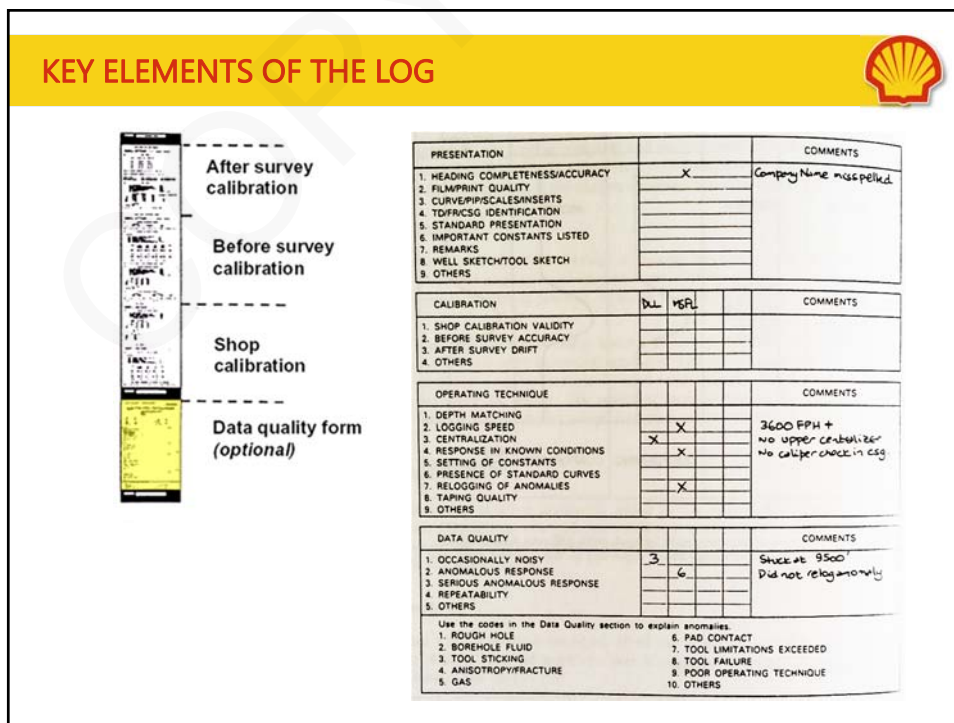 COPY
KEY ELEMENTS OF THE LOG
After survey
calibration
Before survey
calibration
Shop
calibration
Data quality form
(optional)
PRESENTATION COMMENTS
1. HEADING COMPLETENESS/ACCURACY X Company Name misspelled
2. FILM/PRINT QUALITY
3. CURVE/PIP/SCALES/INSERTS
4. TD/FR/CSG IDENTIFICATION
5. STANDARD PRESENTATION
6. IMPORTANT CONSTANTS LISTED
7. REMARKS
8. WELL SKETCH/TOOL SKETCH
9. OTHERS
CALIBRATION DLL MSFL COMMENTS
1. SHOP CALIBRATION VALIDITY
2. BEFORE SURVEY ACCURACY
3. AFTER SURVEY DRIFT
4. OTHERS
OPERATING TECHNIQUE COMMENTS
1. DEPTH MATCHING
2. LOGGING SPEED X 3600 FPH +
3. CENTRALIZATION X No upper centralizer
4. RESPONSE IN KNOWN CONDITIONS X No caliper check in csg.
5. SETTING OF CONSTANTS
6. PRESENCE OF STANDARD CURVES
7. RELOGGING OF ANOMALIES X
8. TAPING QUALITY
9. OTHERS
DATA QUALITY COMMENTS
1. OCCASIONALLY NOISY 3 Stuck at 9500'
2. ANOMALOUS RESPONSE 6 Did not relog anomaly
3. SERIOUS ANOMALOUS RESPONSE
4. REPEATABILITY
5. OTHERS
Use the codes in the Data Quality section to explain anomalies.
1. ROUGH HOLE
2. BOREHOLE FLUID
3. TOOL STICKING
4. ANISOTROPY/FRACTURE
5. GAS
6. PAD CONTACT
7. TOOL LIMITATIONS EXCEEDED
8. TOOL FAILURE
9. POOR OPERATING TECHNIQUE
10. OTHERS